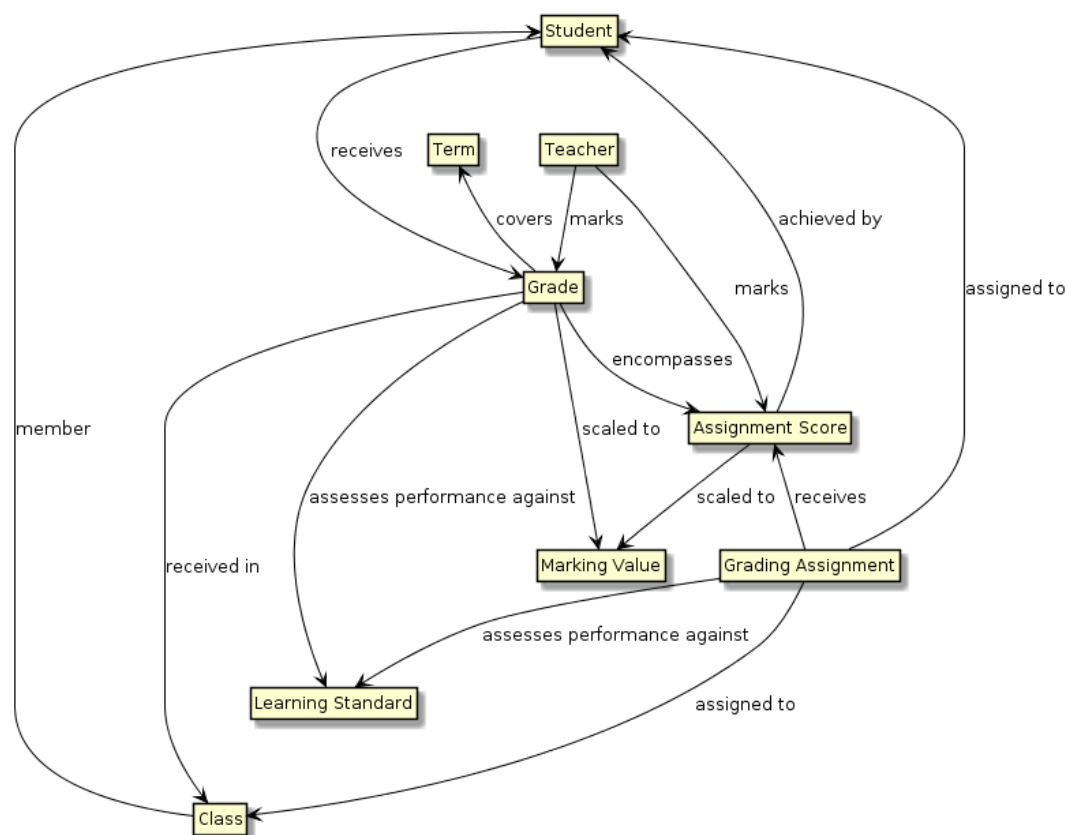 Student
receives
Term
Teacher
covers
marks
achieved by
Grade
marks
assigned to
encompasses
member
scaled to
Assignment Score
assesses performance against
scaled to
receives
received in
Marking Value
Grading Assignment
assesses performance against
Learning Standard
assigned to
Class